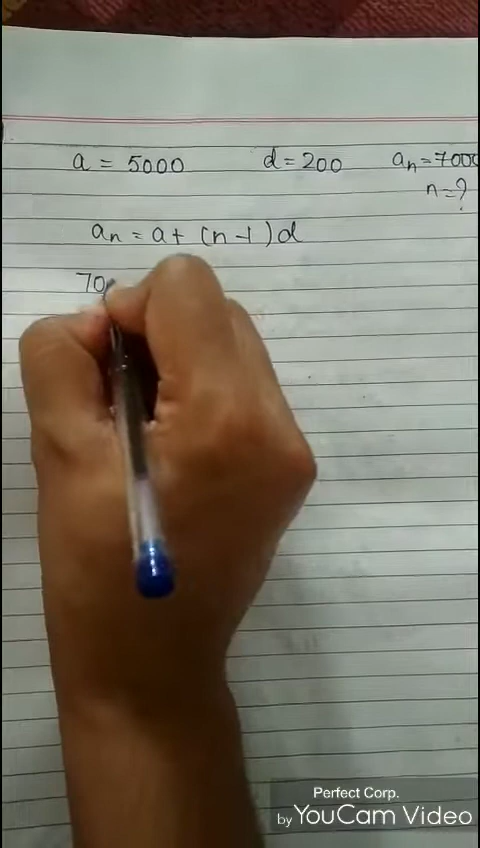 a = 5000 d = 200 an = 7000
n = ?
an = a + (n - 1) d
70
Perfect Corp.
by YouCam Video